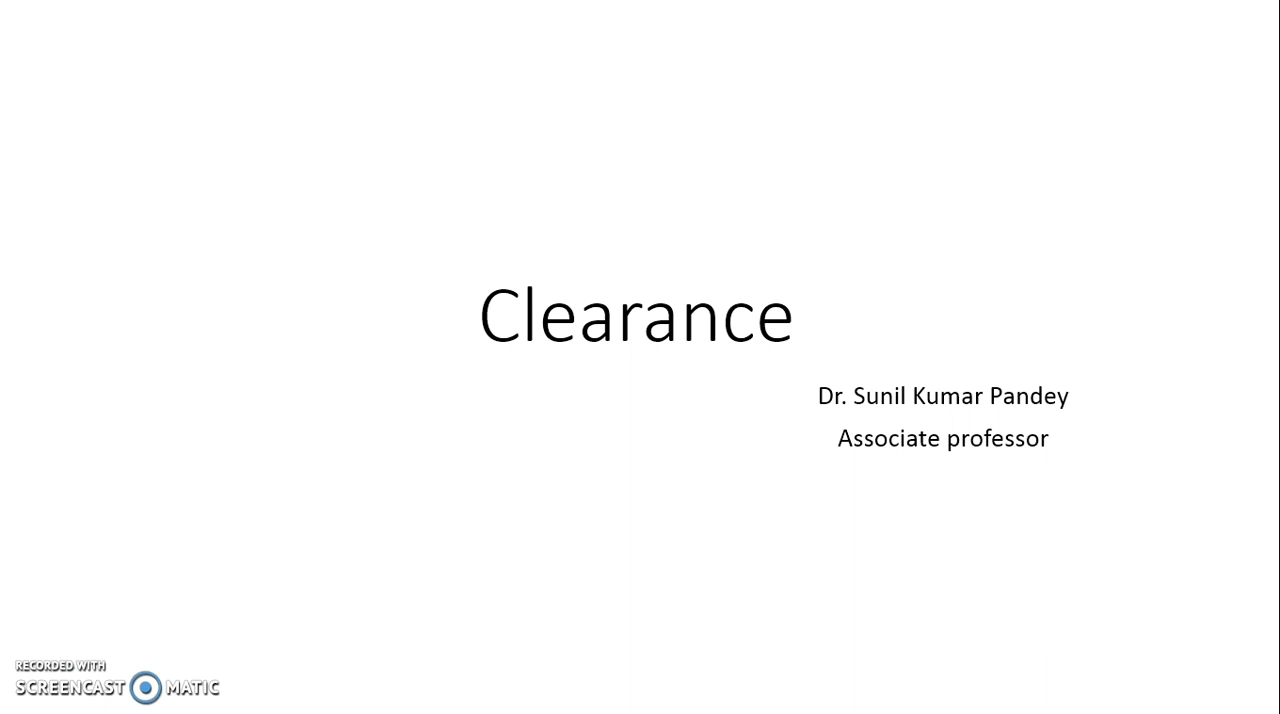 Clearance
Dr. Sunil Kumar Pandey
Associate professor
RECORDED WITH
SCREENCAST MATIC